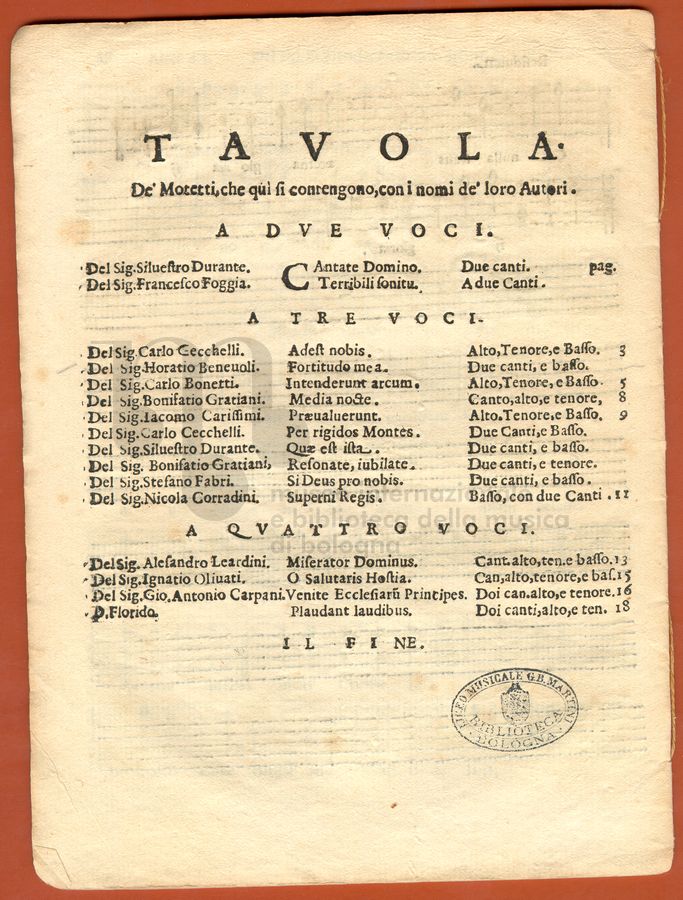 TAVOLA.
De' Motetti, che qui si contengono, con i nomi de' loro Autori.
A DVE VOCI.
Del Sig. Siluestro Durante. CAntate Domino. Due canti. pag.
Del Sig. Francesco Foggia. Terribili sonitu. A due Canti.
A TRE VOCI.
Del Sig. Carlo Cecchelli. Adest nobis. Alto, Tenore, e Basso. 3
Del Sig. Horatio Beneuoli. Fortitudo mea. Due canti, e basso.
Del Sig. Carlo Bonetti. Intenderunt arcum. Alto, Tenore, e Basso. 5
Del Sig. Bonifatio Gratiani. Media nocte. Canto, alto, e tenore, 8
Del Sig. Iacomo Carissimi. Præualuerunt. Alto. Tenore, e Basso. 9
Del Sig. Carlo Cecchelli. Per rigidos Montes. Due Canti, e Basso.
Del Sig. Siluestro Durante. Quæ est ista. Due canti, e basso.
Del Sig. Bonifatio Gratiani, Resonate, iubilate. Due canti, e tenore.
Del Sig. Stefano Fabri. Si Deus pro nobis. Due canti, e basso.
Del Sig. Nicola Corradini. Superni Regis. Basso, con due Canti. 11
A QVATTRO VOCI.
Del Sig. Alesandro Leardini. Miserator Dominus. Cant. alto, ten. e basso. 13
Del Sig. Ignatio Oliuati. O Salutaris Hostia. Can, alto, tenore, e bas. 15
Del Sig. Gio. Antonio Carpani. Venite Ecclesiarū Principes. Doi can. alto, e tenore. 16
D. Florido. Plaudant laudibus. Doi canti, alto, e ten. 18
IL FINE.
LICEO MUSICALE G.B. MARTINI
BIBLIOTECA
BOLOGNA
e biblioteca della musica
di bologna